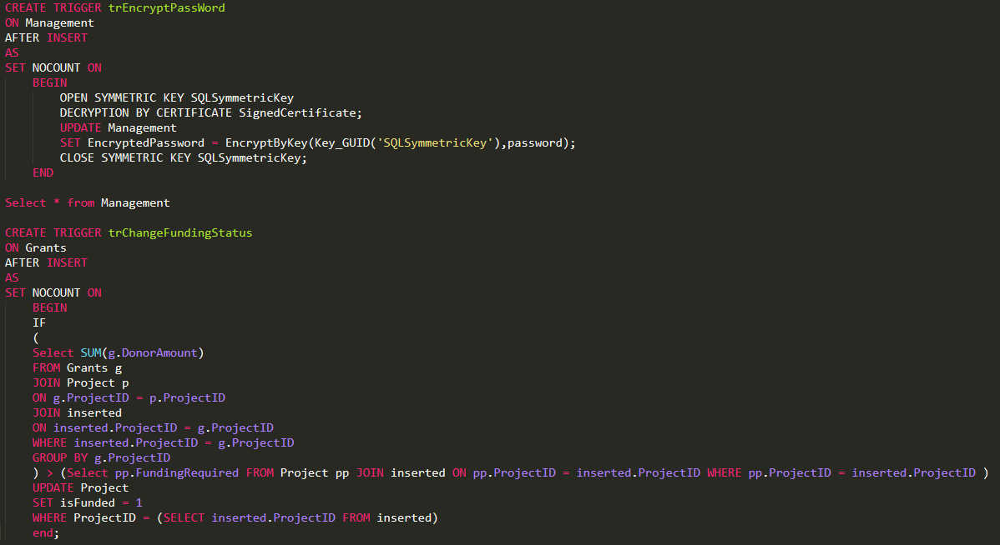 CREATE TRIGGER trEncryptPassWord
ON Management
AFTER INSERT
AS
SET NOCOUNT ON
    BEGIN
        OPEN SYMMETRIC KEY SQLSymmetricKey
        DECRYPTION BY CERTIFICATE SignedCertificate;
        UPDATE Management
        SET EncryptedPassword = EncryptByKey(Key_GUID('SQLSymmetricKey'),password);
        CLOSE SYMMETRIC KEY SQLSymmetricKey;
    END

Select * from Management

CREATE TRIGGER trChangeFundingStatus
ON Grants
AFTER INSERT
AS
SET NOCOUNT ON
    BEGIN
    IF
    (
    Select SUM(g.DonorAmount)
    FROM Grants g
    JOIN Project p
    ON g.ProjectID = p.ProjectID
    JOIN inserted
    ON inserted.ProjectID = g.ProjectID
    WHERE inserted.ProjectID = g.ProjectID
    GROUP BY g.ProjectID
    ) > (Select pp.FundingRequired FROM Project pp JOIN inserted ON pp.ProjectID = inserted.ProjectID WHERE pp.ProjectID = inserted.ProjectID )
    UPDATE Project
    SET isFunded = 1
    WHERE ProjectID = (SELECT inserted.ProjectID FROM inserted)
    end;